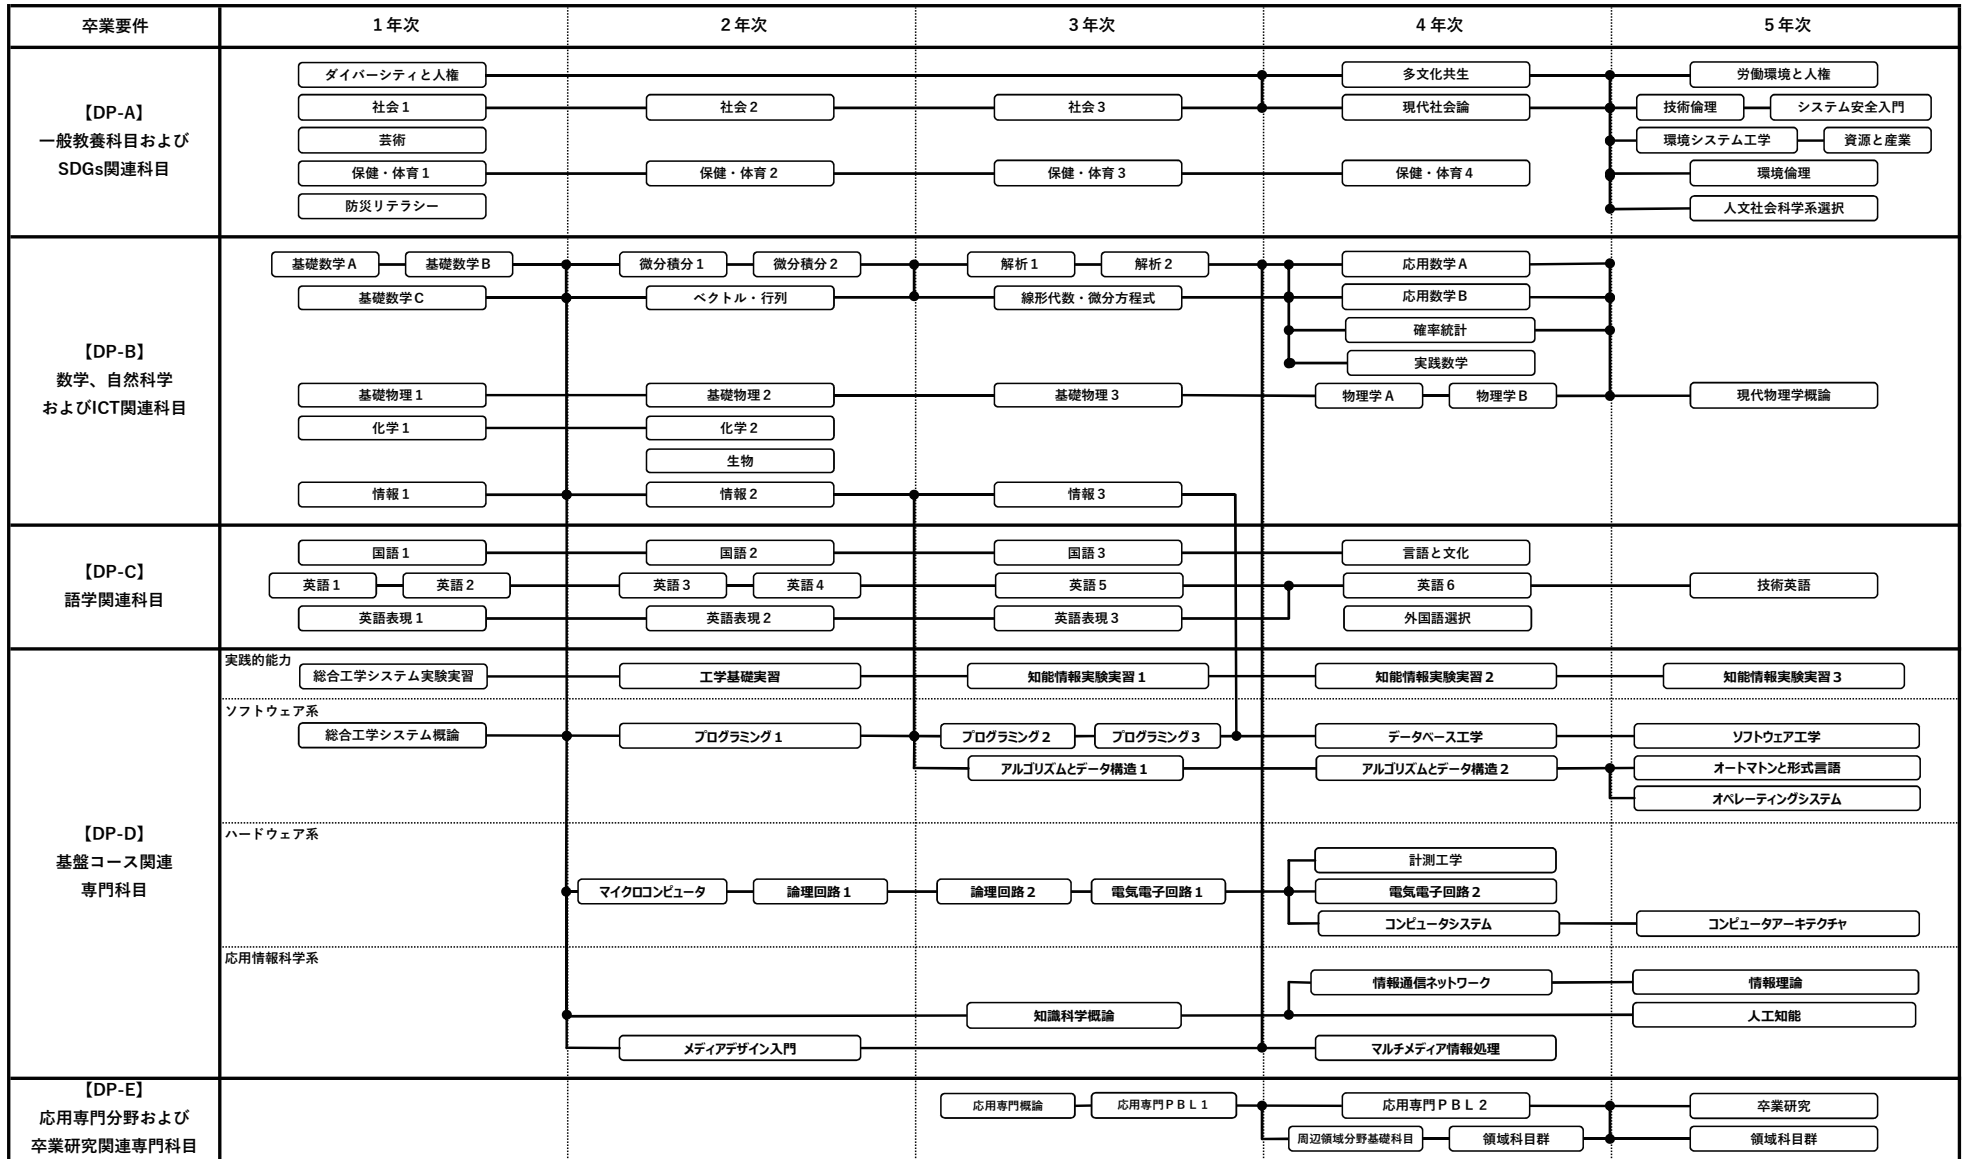 卒業要件 1年次 2年次 3年次 4年次 5年次
【DP-A】
一般教養科目および
SDGs関連科目
ダイバーシティと人権 多文化共生 労働環境と人権
社会1 社会2 社会3 現代社会論 技術倫理 システム安全入門
芸術 環境システム工学 資源と産業
保健・体育1 保健・体育2 保健・体育3 保健・体育4 環境倫理
防災リテラシー 人文社会科学系選択
【DP-B】
数学、自然科学
およびICT関連科目
基礎数学A 基礎数学B 微分積分1 微分積分2 解析1 解析2 応用数学A
基礎数学C ベクトル・行列 線形代数・微分方程式 応用数学B
確率統計
実践数学
基礎物理1 基礎物理2 基礎物理3 物理学A 物理学B 現代物理学概論
化学1 化学2
生物
情報1 情報2 情報3
【DP-C】
語学関連科目
国語1 国語2 国語3 言語と文化
英語1 英語2 英語3 英語4 英語5 英語6 技術英語
英語表現1 英語表現2 英語表現3 外国語選択
【DP-D】
基盤コース関連
専門科目
実践的能力
総合工学システム実験実習 工学基礎実習 知能情報実験実習1 知能情報実験実習2 知能情報実験実習3
ソフトウェア系
総合工学システム概論 プログラミング1 プログラミング2 プログラミング3 データベース工学 ソフトウェア工学
アルゴリズムとデータ構造1 アルゴリズムとデータ構造2 オートマトンと形式言語
オペレーティングシステム
ハードウェア系
計測工学
マイクロコンピュータ 論理回路1 論理回路2 電気電子回路1 電気電子回路2
コンピュータシステム コンピュータアーキテクチャ
応用情報科学系
情報通信ネットワーク 情報理論
知識科学概論 人工知能
メディアデザイン入門 マルチメディア情報処理
【DP-E】
応用専門分野および
卒業研究関連専門科目
応用専門概論 応用専門PBL1 応用専門PBL2 卒業研究
周辺領域分野基礎科目 領域科目群 領域科目群